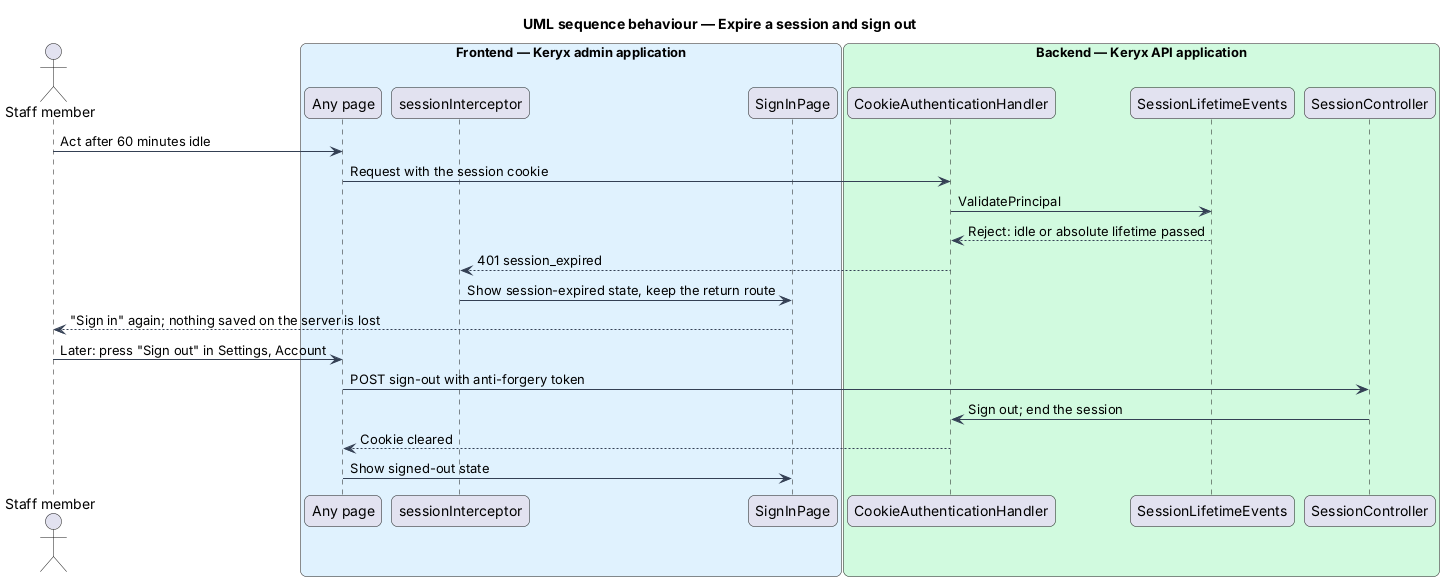 UML sequence behaviour — Expire a session and sign out
Frontend — Keryx admin application
Backend — Keryx API application
Staff member
Any page
sessionInterceptor
SignInPage
CookieAuthenticationHandler
SessionLifetimeEvents
SessionController
Act after 60 minutes idle
Request with the session cookie
ValidatePrincipal
Reject: idle or absolute lifetime passed
401 session_expired
Show session-expired state, keep the return route
"Sign in" again; nothing saved on the server is lost
Later: press "Sign out" in Settings, Account
POST sign-out with anti-forgery token
Sign out; end the session
Cookie cleared
Show signed-out state
Staff member
Any page
sessionInterceptor
SignInPage
CookieAuthenticationHandler
SessionLifetimeEvents
SessionController